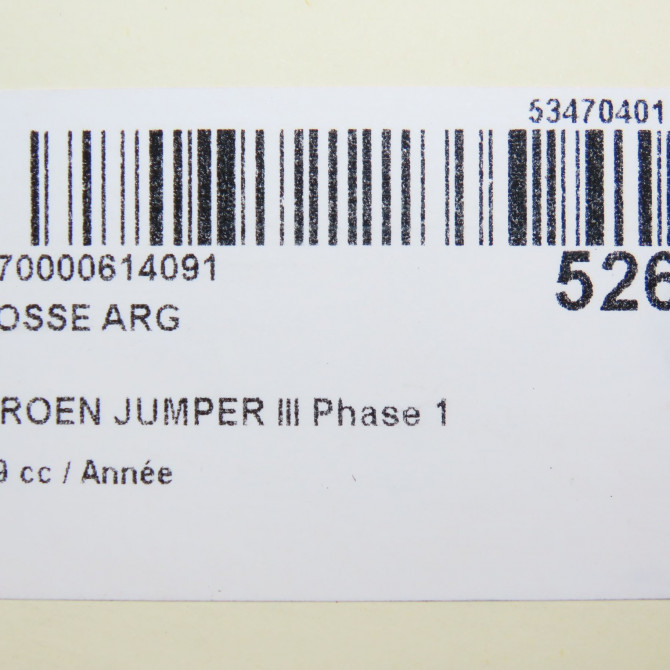 53470401
70000614091
526
OSSE ARG
ROEN JUMPER III Phase 1
9 cc / Année